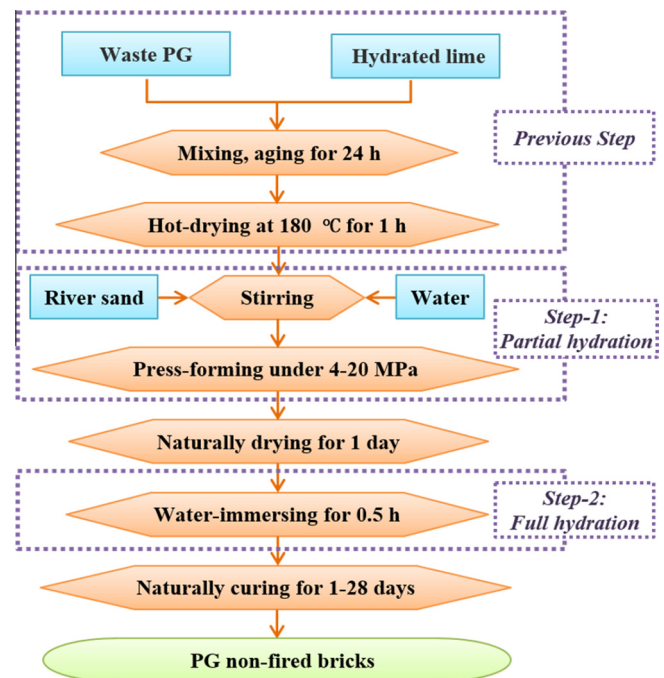 Waste PG
Hydrated lime
Previous Step
Mixing, aging for 24 h
Hot-drying at 180 ℃ for 1 h
River sand
Stirring
Water
Step-1:
Partial hydration
Press-forming under 4-20 MPa
Naturally drying for 1 day
Water-immersing for 0.5 h
Step-2:
Full hydration
Naturally curing for 1-28 days
PG non-fired bricks